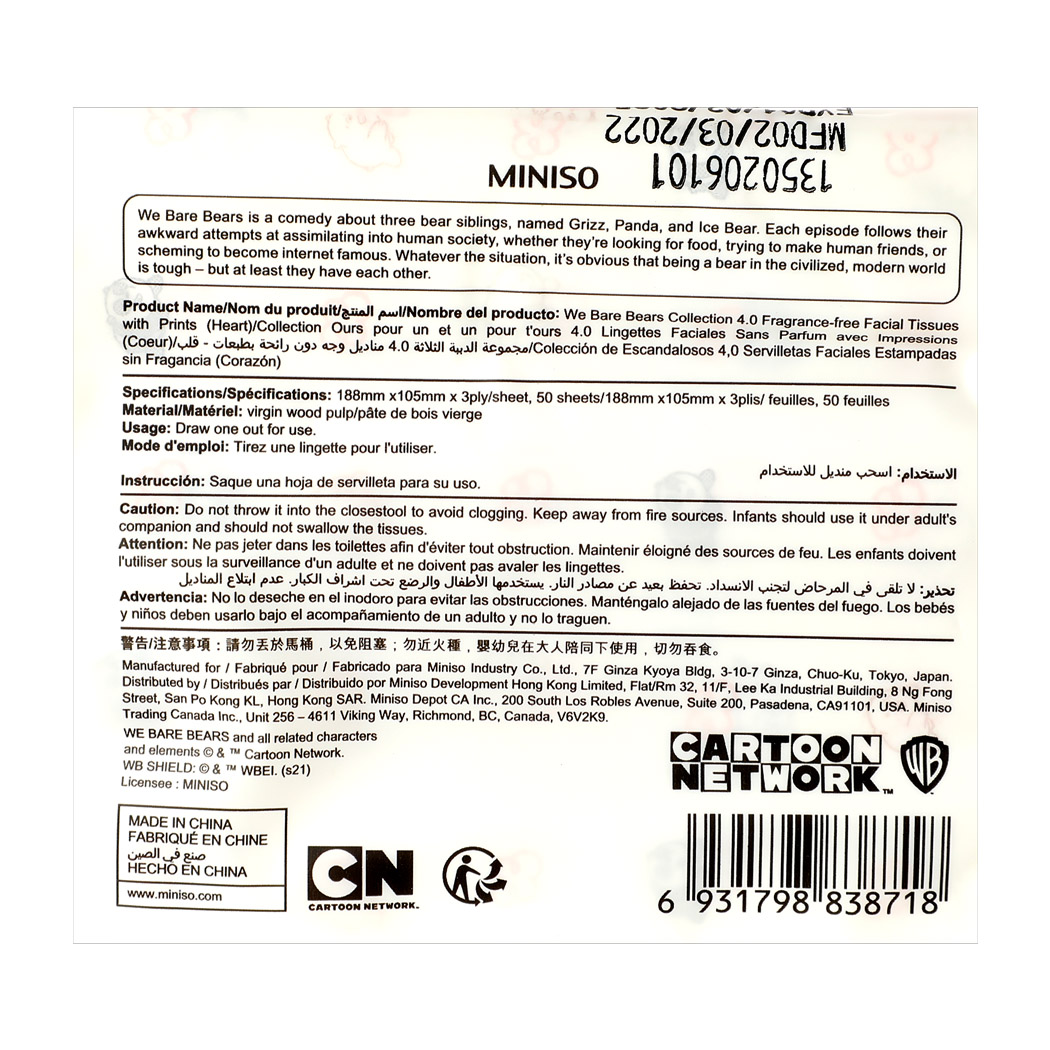 MFD02/03/2022
1350206101
MINISO
We Bare Bears is a comedy about three bear siblings, named Grizz, Panda, and Ice Bear. Each episode follows their
awkward attempts at assimilating into human society, whether they're looking for food, trying to make human friends, or
scheming to become internet famous. Whatever the situation, it's obvious that being a bear in the civilized, modern world
is tough – but at least they have each other.
Product Name/Nom du produit/اسم المنتج/Nombre del producto: We Bare Bears Collection 4.0 Fragrance-free Facial Tissues
with Prints (Heart)/Collection Ours pour un et un pour t'ours 4.0 Lingettes Faciales Sans Parfum avec Impressions
(Coeur)/مجموعة الدببة الثلاثة 4.0 مناديل وجه دون رائحة بطبعات - قلب/Colección de Escandalosos 4,0 Servilletas Faciales Estampadas
sin Fragancia (Corazón)
Specifications/Spécifications: 188mm x105mm x 3ply/sheet, 50 sheets/188mm x105mm x 3plis/ feuilles, 50 feuilles
Material/Matériel: virgin wood pulp/pâte de bois vierge
Usage: Draw one out for use.
Mode d'emploi: Tirez une lingette pour l'utiliser.
الاستخدام: اسحب منديل للاستخدام
Instrucción: Saque una hoja de servilleta para su uso.
Caution: Do not throw it into the closestool to avoid clogging. Keep away from fire sources. Infants should use it under adult's
companion and should not swallow the tissues.
Attention: Ne pas jeter dans les toilettes afin d'éviter tout obstruction. Maintenir éloigné des sources de feu. Les enfants doivent
l'utiliser sous la surveillance d'un adulte et ne doivent pas avaler les lingettes.
تحذير: لا تلقى في المرحاض لتجنب الانسداد. تحفظ بعيد عن مصادر النار. يستخدمها الأطفال والرضع تحت اشراف الكبار. عدم ابتلاع المناديل
Advertencia: No lo deseche en el inodoro para evitar las obstrucciones. Manténgalo alejado de las fuentes del fuego. Los bebés
y niños deben usarlo bajo el acompañamiento de un adulto y no lo traguen.
警告/注意事項：請勿丟於馬桶，以免阻塞；勿近火種，嬰幼兒在大人陪同下使用，切勿吞食。
Manufactured for / Fabriqué pour / Fabricado para Miniso Industry Co., Ltd., 7F Ginza Kyoya Bldg, 3-10-7 Ginza, Chuo-Ku, Tokyo, Japan.
Distributed by / Distribués par / Distribuido por Miniso Development Hong Kong Limited, Flat/Rm 32, 11/F, Lee Ka Industrial Building, 8 Ng Fong
Street, San Po Kong KL, Hong Kong SAR. Miniso Depot CA Inc., 200 South Los Robles Avenue, Suite 200, Pasadena, CA91101, USA. Miniso
Trading Canada Inc., Unit 256 – 4611 Viking Way, Richmond, BC, Canada, V6V2K9.
WE BARE BEARS and all related characters
and elements © & ™ Cartoon Network.
WB SHIELD: © & ™ WBEI. (s21)
Licensee : MINISO
CARTOON
NETWORK™
WB
MADE IN CHINA
FABRIQUÉ EN CHINE
صنع في الصين
HECHO EN CHINA
www.miniso.com
CN
CARTOON NETWORK™
6 931798 838718